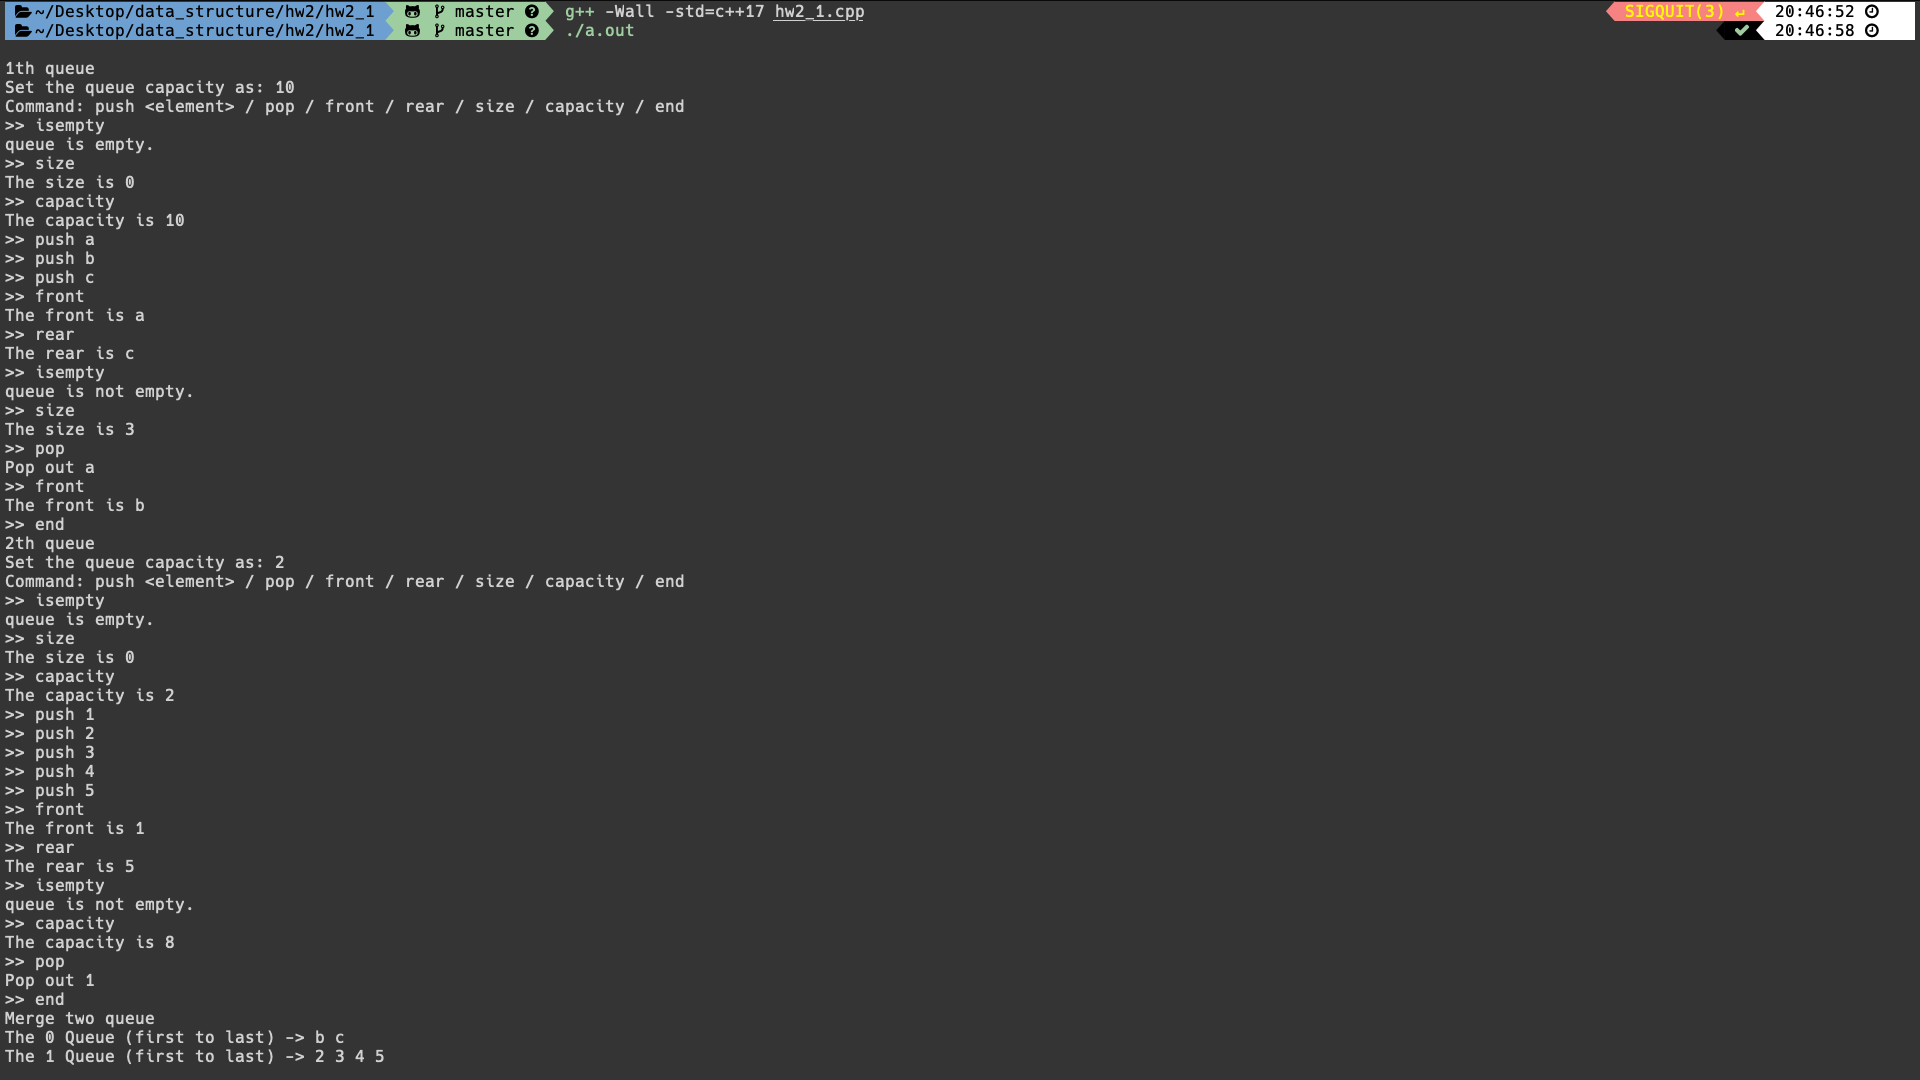 ~/Desktop/data_structure/hw2/hw2_1 master ? g++ -Wall -std=c++17 hw2_1.cpp SIGQUIT(3) ↵ 20:46:52
~/Desktop/data_structure/hw2/hw2_1 master ? ./a.out ✔ 20:46:58
1th queue
Set the queue capacity as: 10
Command: push <element> / pop / front / rear / size / capacity / end
>> isempty
queue is empty.
>> size
The size is 0
>> capacity
The capacity is 10
>> push a
>> push b
>> push c
>> front
The front is a
>> rear
The rear is c
>> isempty
queue is not empty.
>> size
The size is 3
>> pop
Pop out a
>> front
The front is b
>> end
2th queue
Set the queue capacity as: 2
Command: push <element> / pop / front / rear / size / capacity / end
>> isempty
queue is empty.
>> size
The size is 0
>> capacity
The capacity is 2
>> push 1
>> push 2
>> push 3
>> push 4
>> push 5
>> front
The front is 1
>> rear
The rear is 5
>> isempty
queue is not empty.
>> capacity
The capacity is 8
>> pop
Pop out 1
>> end
Merge two queue
The 0 Queue (first to last) -> b c
The 1 Queue (first to last) -> 2 3 4 5